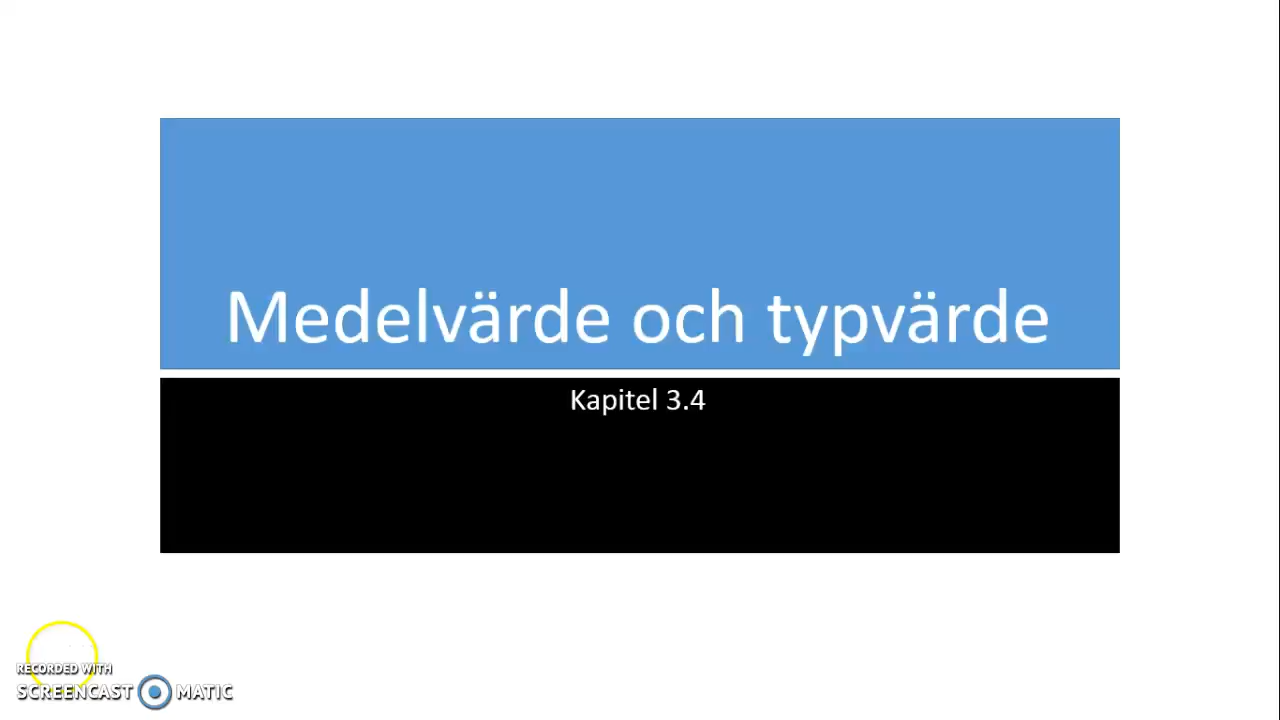 Medelvärde och typvärde
Kapitel 3.4
RECORDED WITH
SCREENCAST MATIC